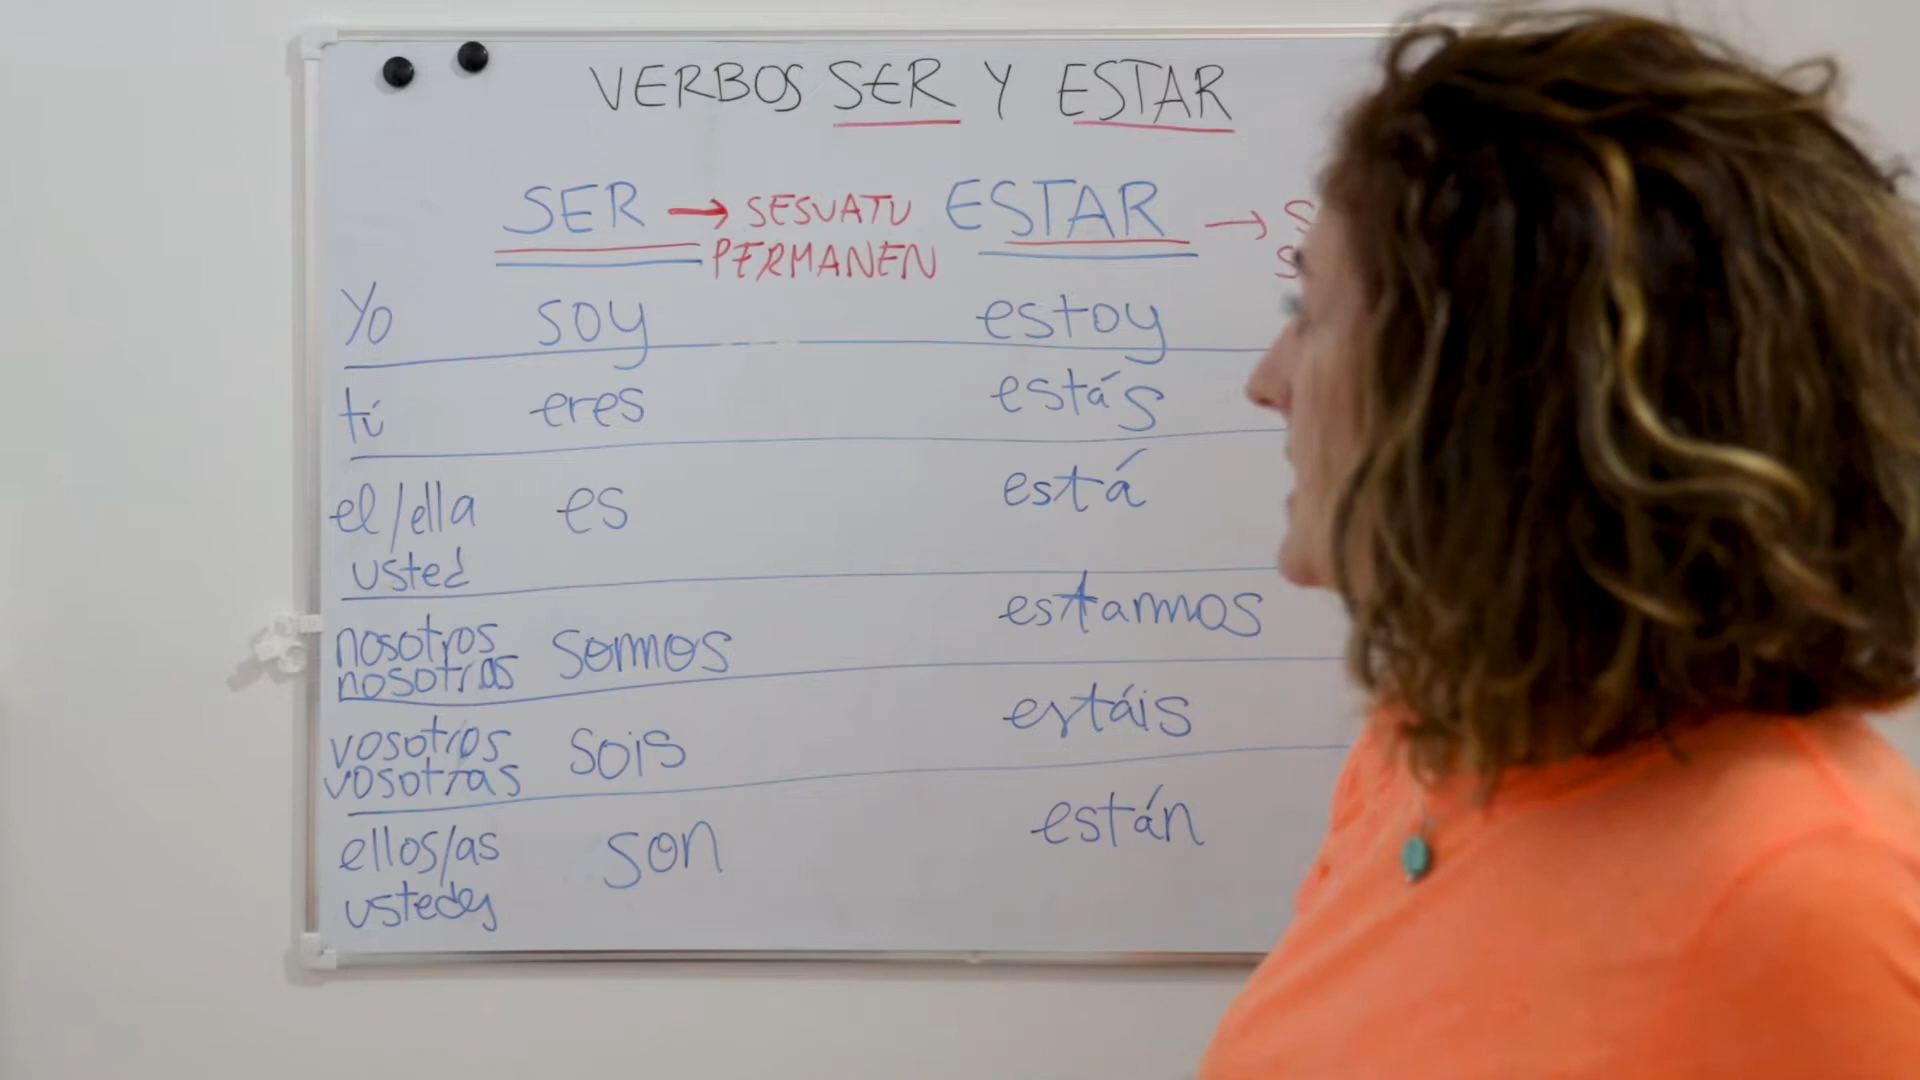 VERBOS SER Y ESTAR
SER → SESUATU ESTAR →
PERMANEN
Yo soy estoy
tú eres estás
el/ella es está
usted
nosotros somos estamos
nosotras
vosotros sois estáis
vosotras
ellos/as son están
ustedes